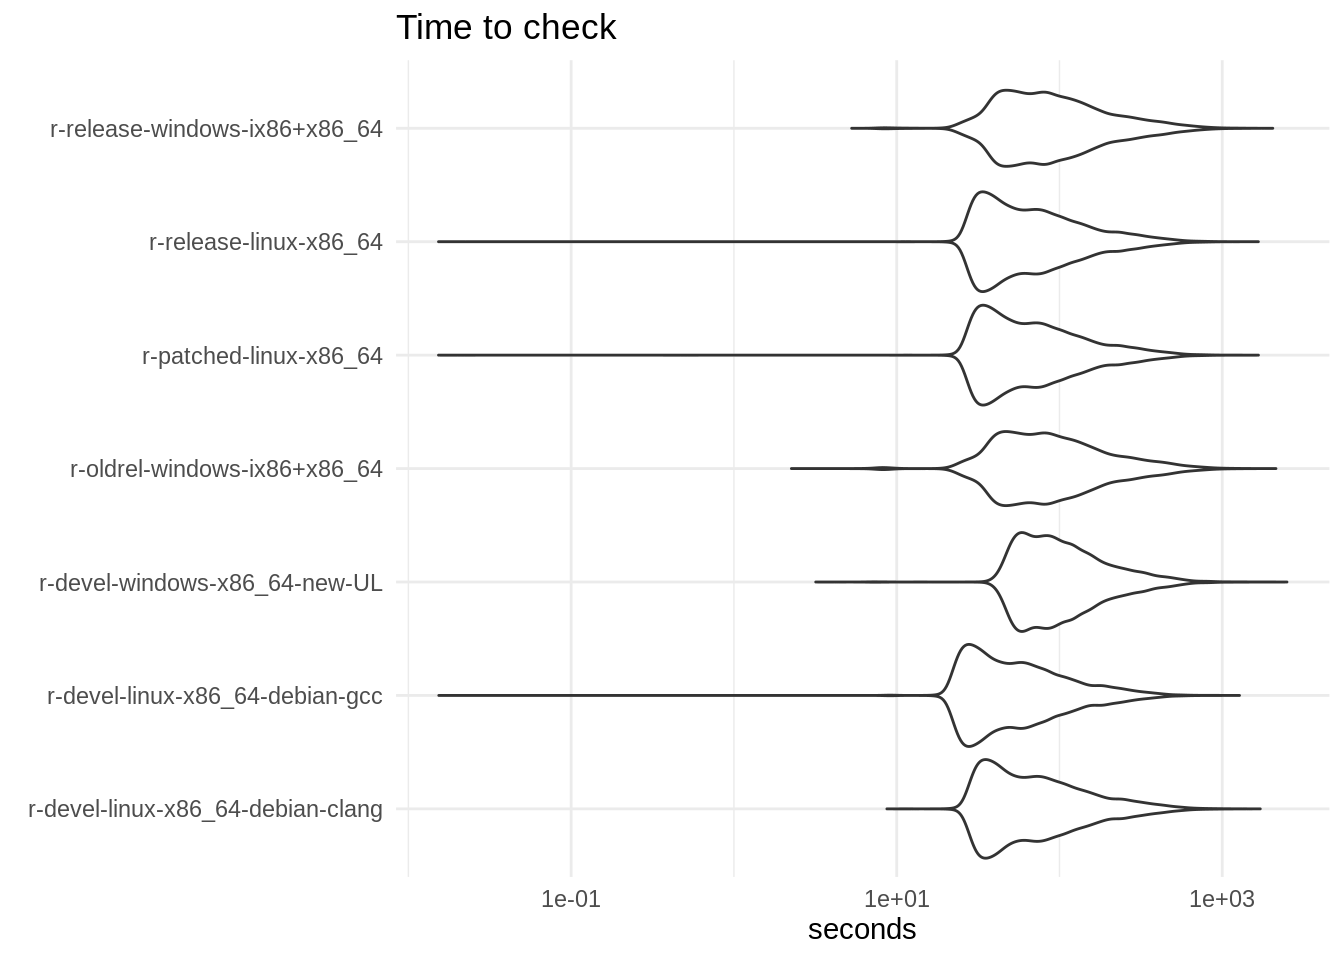 Time to check
r-release-windows-ix86+x86_64
r-release-linux-x86_64
r-patched-linux-x86_64
r-oldrel-windows-ix86+x86_64
r-devel-windows-x86_64-new-UL
r-devel-linux-x86_64-debian-gcc
r-devel-linux-x86_64-debian-clang
1e-01 1e+01 1e+03
seconds